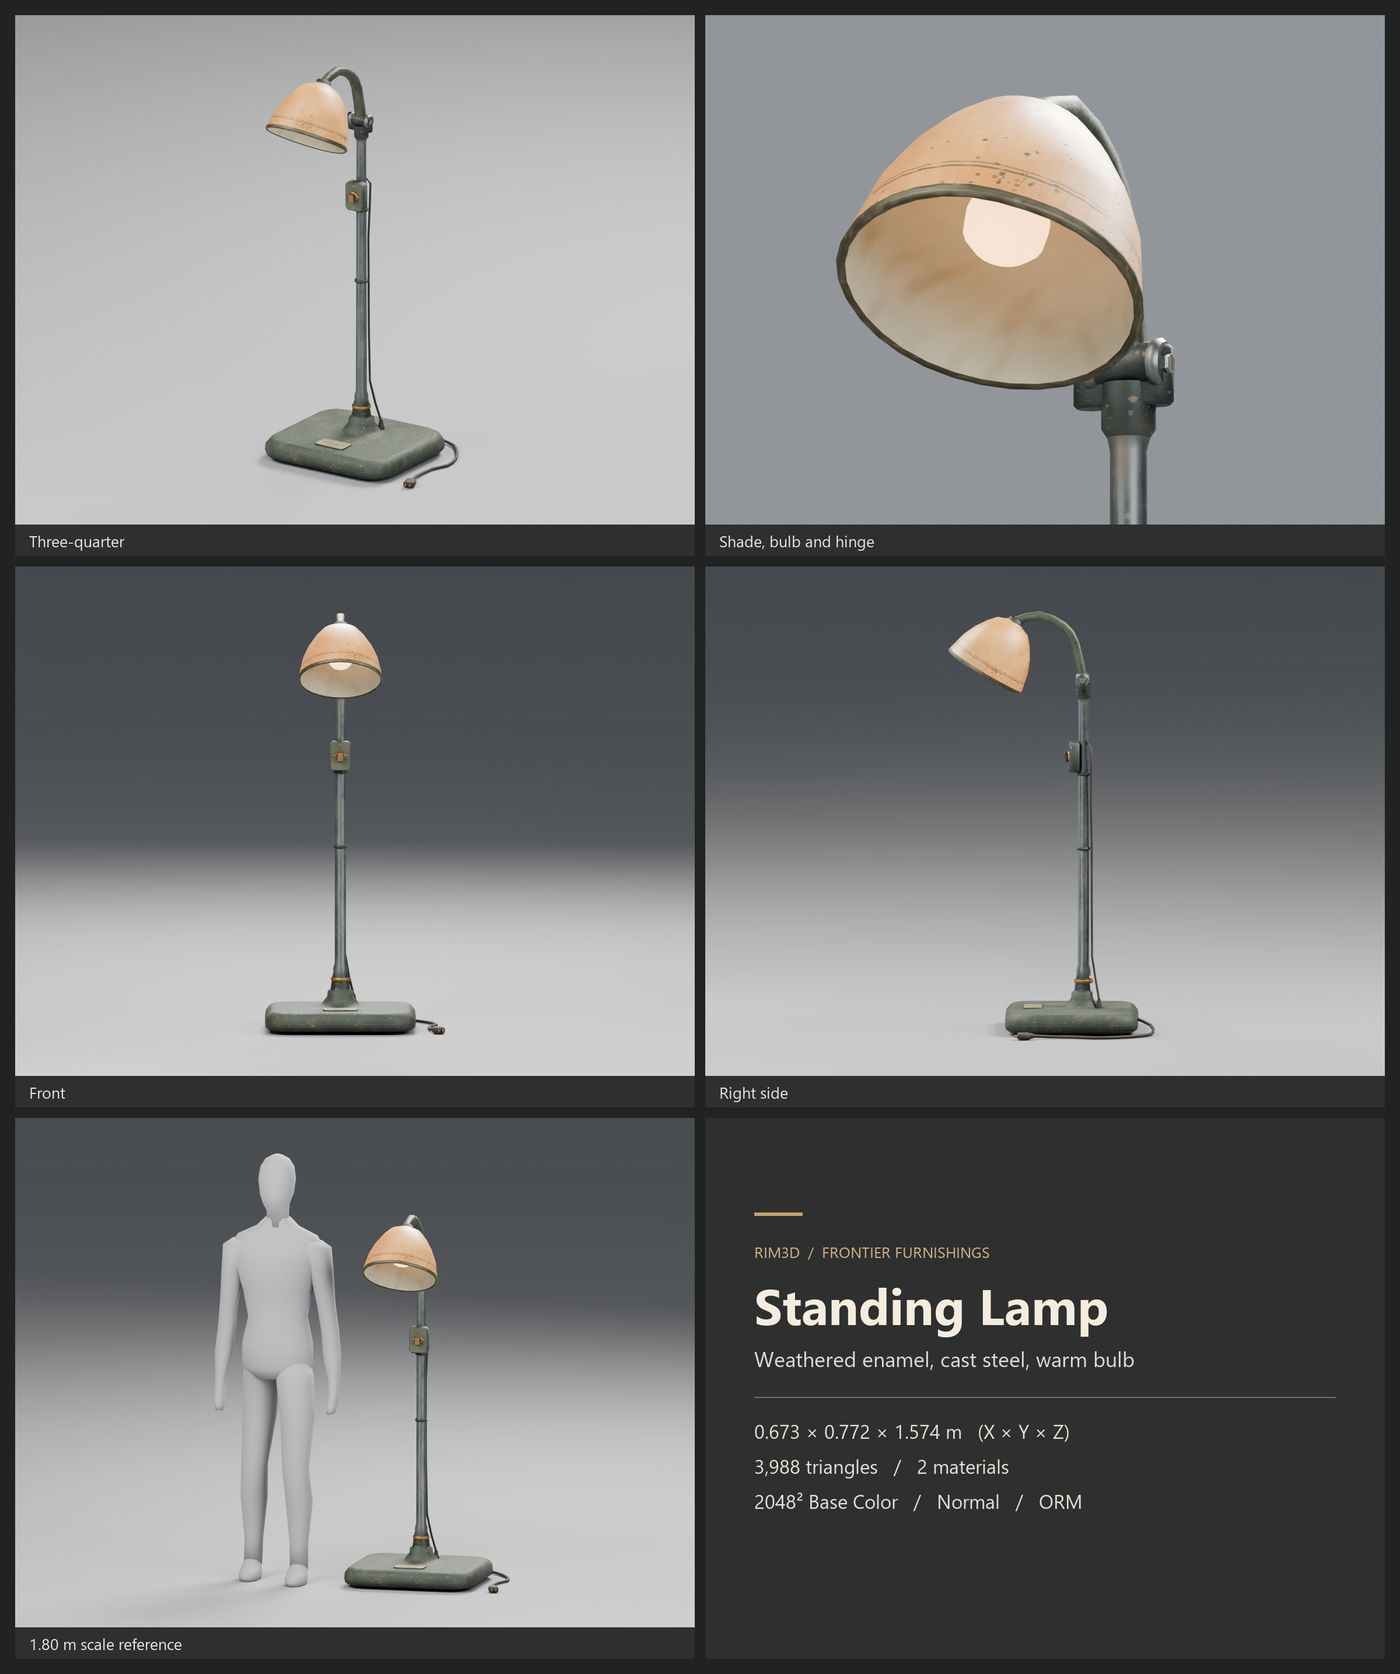 Three-quarter
Shade, bulb and hinge
Front
Right side
1.80 m scale reference
RIM3D / FRONTIER FURNISHINGS
Standing Lamp
Weathered enamel, cast steel, warm bulb
0.673 × 0.772 × 1.574 m (X × Y × Z)
3,988 triangles / 2 materials
2048² Base Color / Normal / ORM